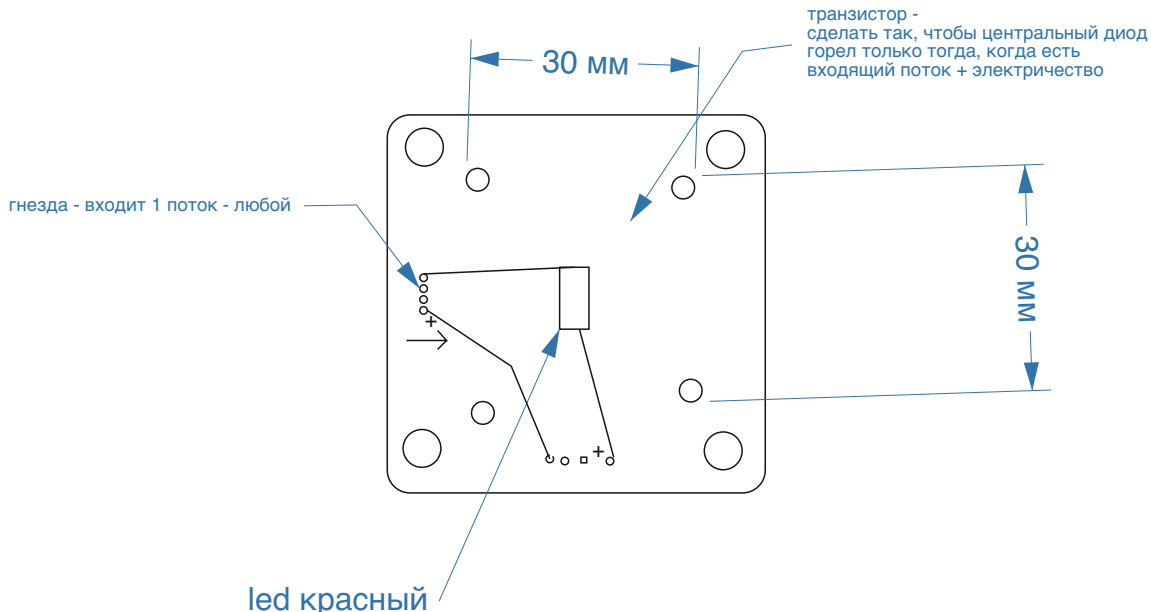 транзистор -
сделать так, чтобы центральный диод
горел только тогда, когда есть
входящий поток + электричество
30 мм
гнезда - входит 1 поток - любой
30 мм
+
+
led красный